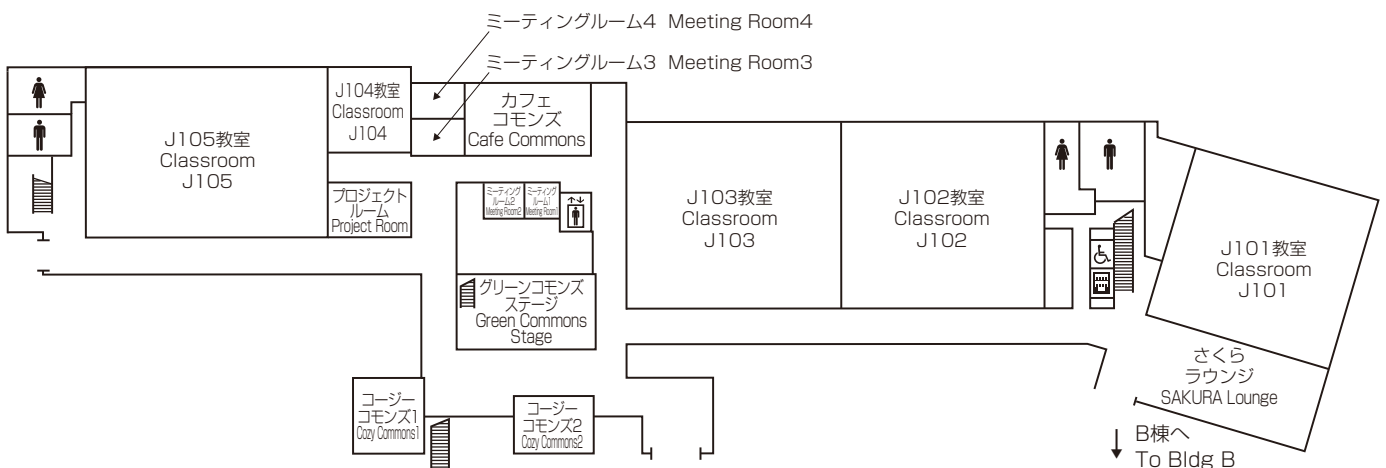 ミーティングルーム4 Meeting Room4
ミーティングルーム3 Meeting Room3
J105教室
Classroom
J105
J104教室
Classroom
J104
カフェ
コモンズ
Cafe Commons
プロジェクト
ルーム
Project Room
ミーティング
ルーム2
Meeting Room2
ミーティング
ルーム1
Meeting Room1
J103教室
Classroom
J103
J102教室
Classroom
J102
J101教室
Classroom
J101
グリーンコモンズ
ステージ
Green Commons
Stage
さくら
ラウンジ
SAKURA Lounge
コージー
コモンズ1
Cozy Commons1
コージー
コモンズ2
Cozy Commons2
B棟へ
To Bldg B